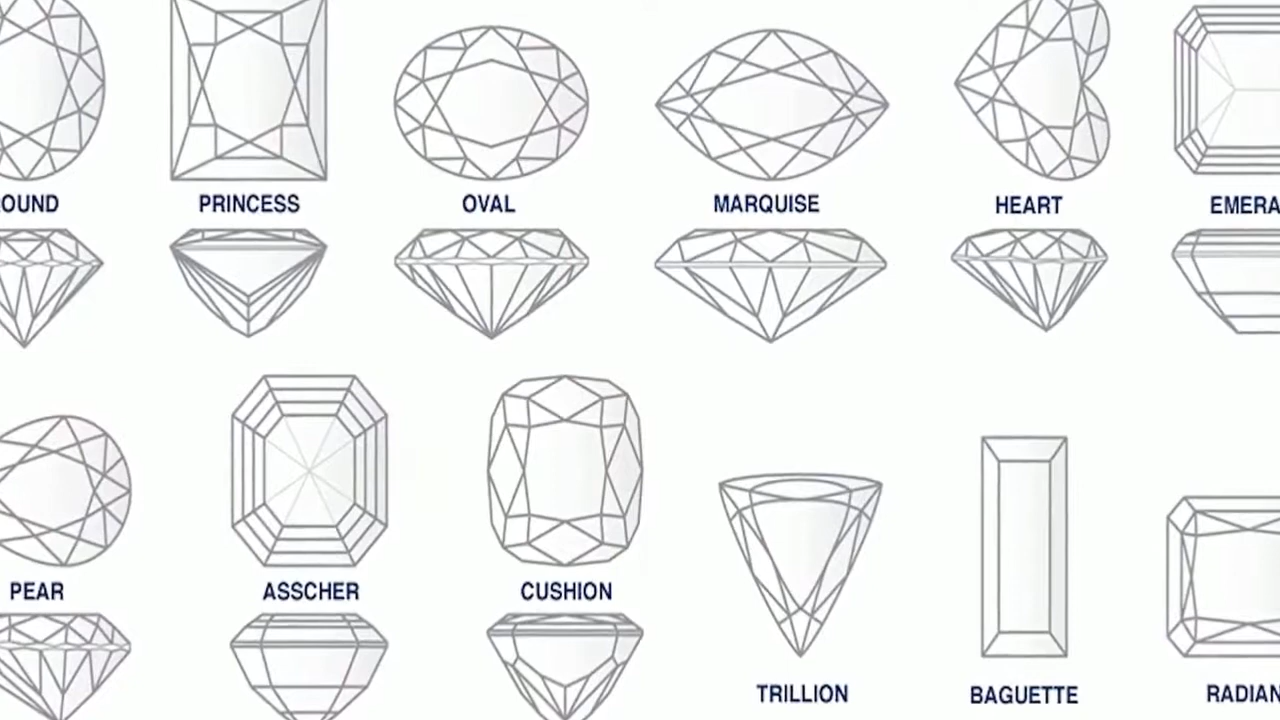 OUND
PRINCESS
OVAL
MARQUISE
HEART
EMERA
PEAR
ASSCHER
CUSHION
TRILLION
BAGUETTE
RADIAN